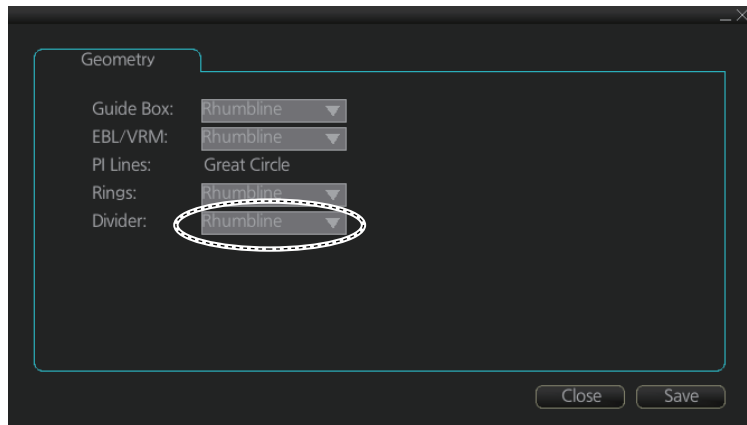 Geometry
Guide Box: Rhumbline
EBL/VRM: Rhumbline
PI Lines: Great Circle
Rings: Rhumbline
Divider: Rhumbline
Close Save